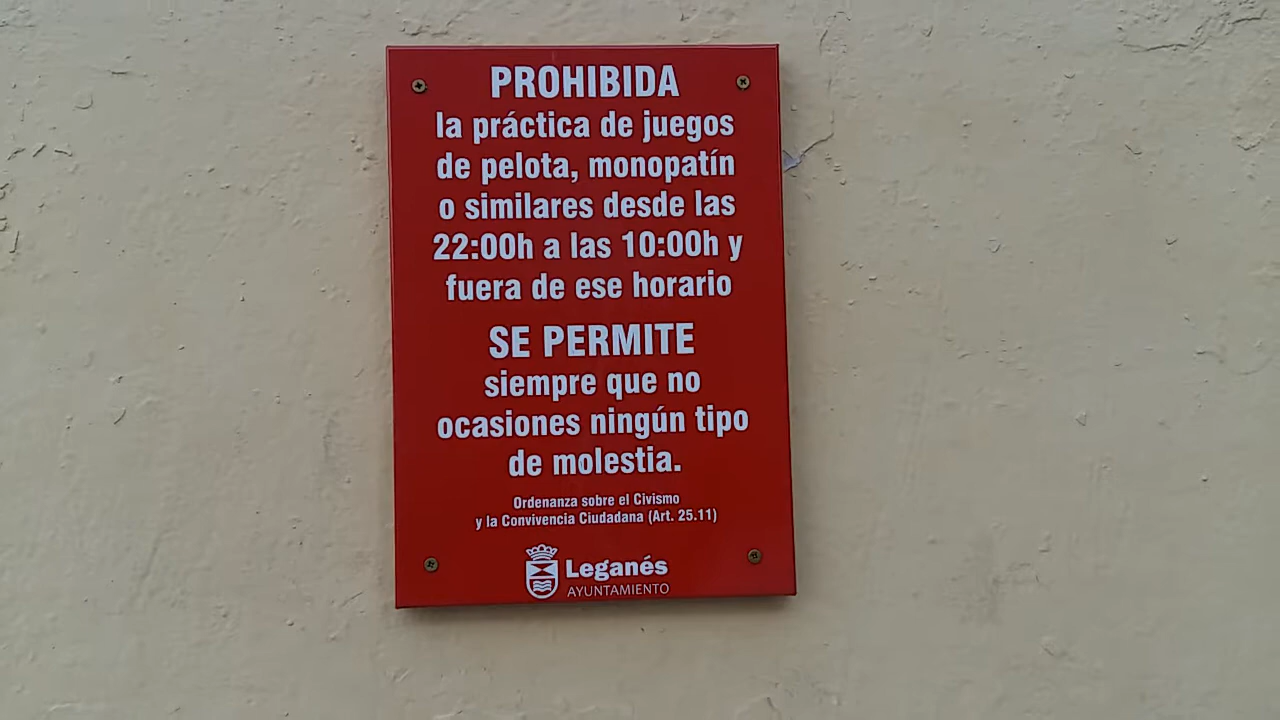 PROHIBIDA
la práctica de juegos
de pelota, monopatín
o similares desde las
22:00h a las 10:00h y
fuera de ese horario
SE PERMITE
siempre que no
ocasiones ningún tipo
de molestia.
Ordenanza sobre el Civismo
y la Convivencia Ciudadana (Art. 25.11)
Leganés
AYUNTAMIENTO